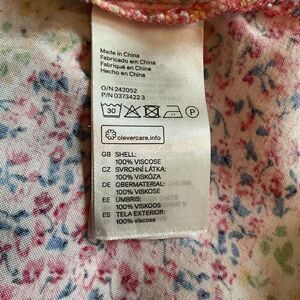 Made in China
Fabricado em China
Fabriqué en Chine
Hecho en China
O/N 242052
P/N 0373422 3
30
P
clevercare.info
GB SHELL:
100% VISCOSE
CZ SVRCHNÍ LÁTKA:
100% VISKÓZA
DE OBERMATERIAL:
100% VISKOSE
EE ÜMBRIS:
100% VISKOOS
ES TELA EXTERIOR:
100% viscosa